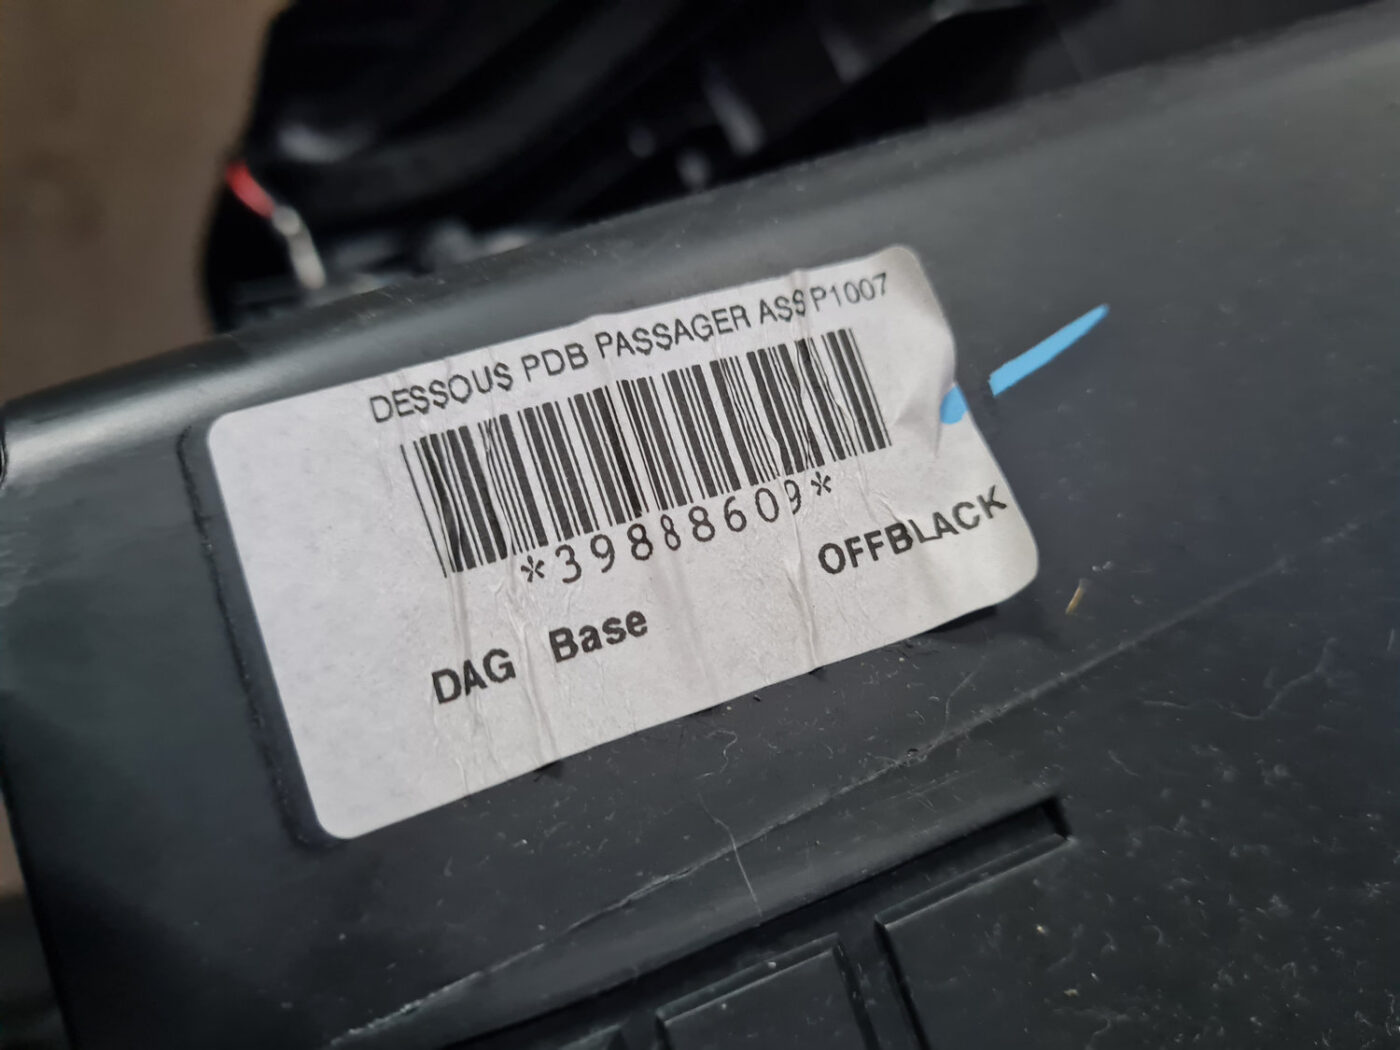 DESSOUS PDB PASSAGER ASS P1007
*39888609*
OFFBLACK
DAG Base